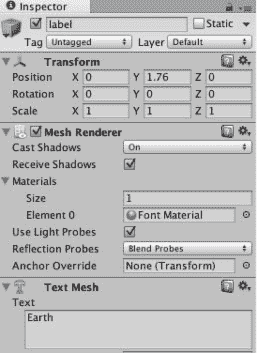 Inspector
label Static
Tag Untagged Layer Default
Transform
Position X 0 Y 1.76 Z 0
Rotation X 0 Y 0 Z 0
Scale X 1 Y 1 Z 1
Mesh Renderer
Cast Shadows On
Receive Shadows
Materials
Size 1
Element 0 Font Material
Use Light Probes
Reflection Probes Blend Probes
Anchor Override None (Transform)
Text Mesh
Text
Earth